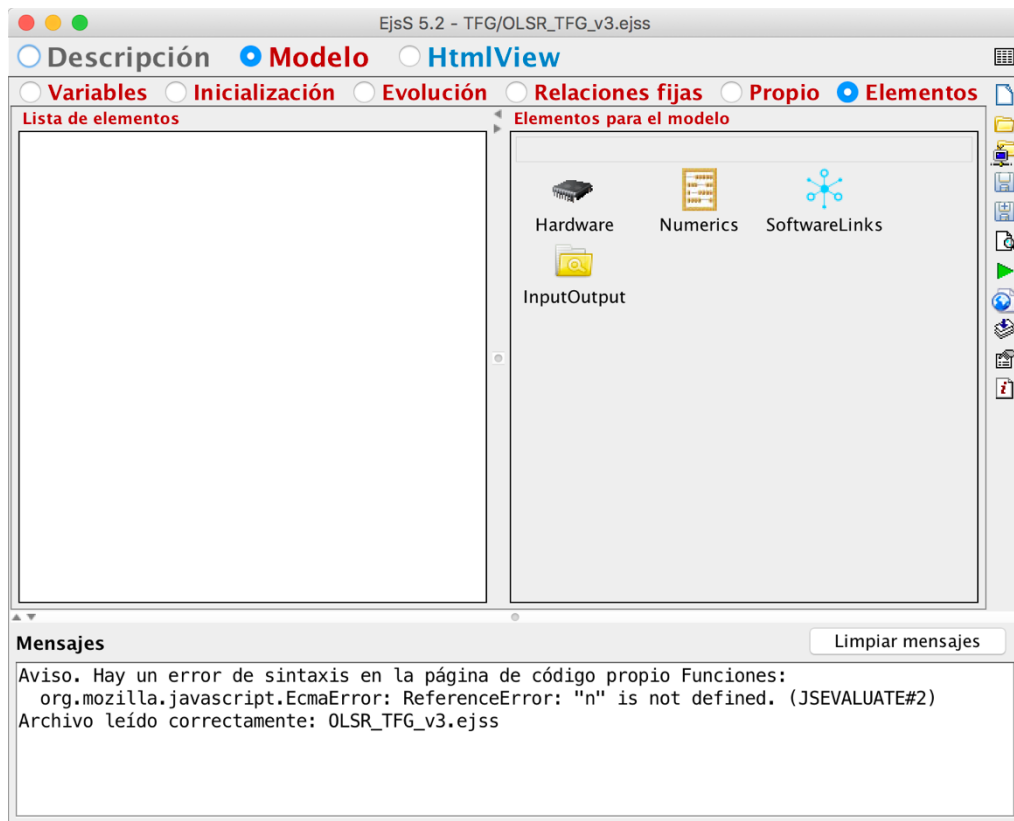 EjsS 5.2 - TFG/OLSR_TFG_v3.ejss
Descripción Modelo HtmlView
Variables Inicialización Evolución Relaciones fijas Propio Elementos
Lista de elementos
Elementos para el modelo
Hardware Numerics SoftwareLinks
InputOutput
Mensajes
Limpiar mensajes
Aviso. Hay un error de sintaxis en la página de código propio Funciones:
org.mozilla.javascript.EcmaError: ReferenceError: "n" is not defined. (JSEVALUATE#2)
Archivo leído correctamente: OLSR_TFG_v3.ejss